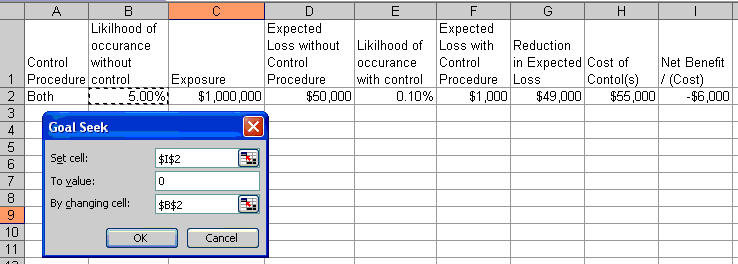 A B C D E F G H I
1 Control Procedure Likilhood of occurance without control Exposure Expected Loss without Control Procedure Likilhood of occurance with control Expected Loss with Control Procedure Reduction in Expected Loss Cost of Contol(s) Net Benefit / (Cost)
2 Both 5.00% $1,000,000 $50,000 0.10% $1,000 $49,000 $55,000 -$6,000
3
4
5
6
7
8
9
10
11
Goal Seek
Set cell: $I$2
To value: 0
By changing cell: $B$2
OK Cancel